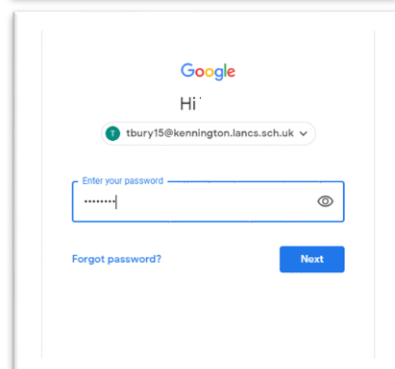 Google
Hi
T tbury15@kennington.lancs.sch.uk
Enter your password
••••••••
Forgot password? Next